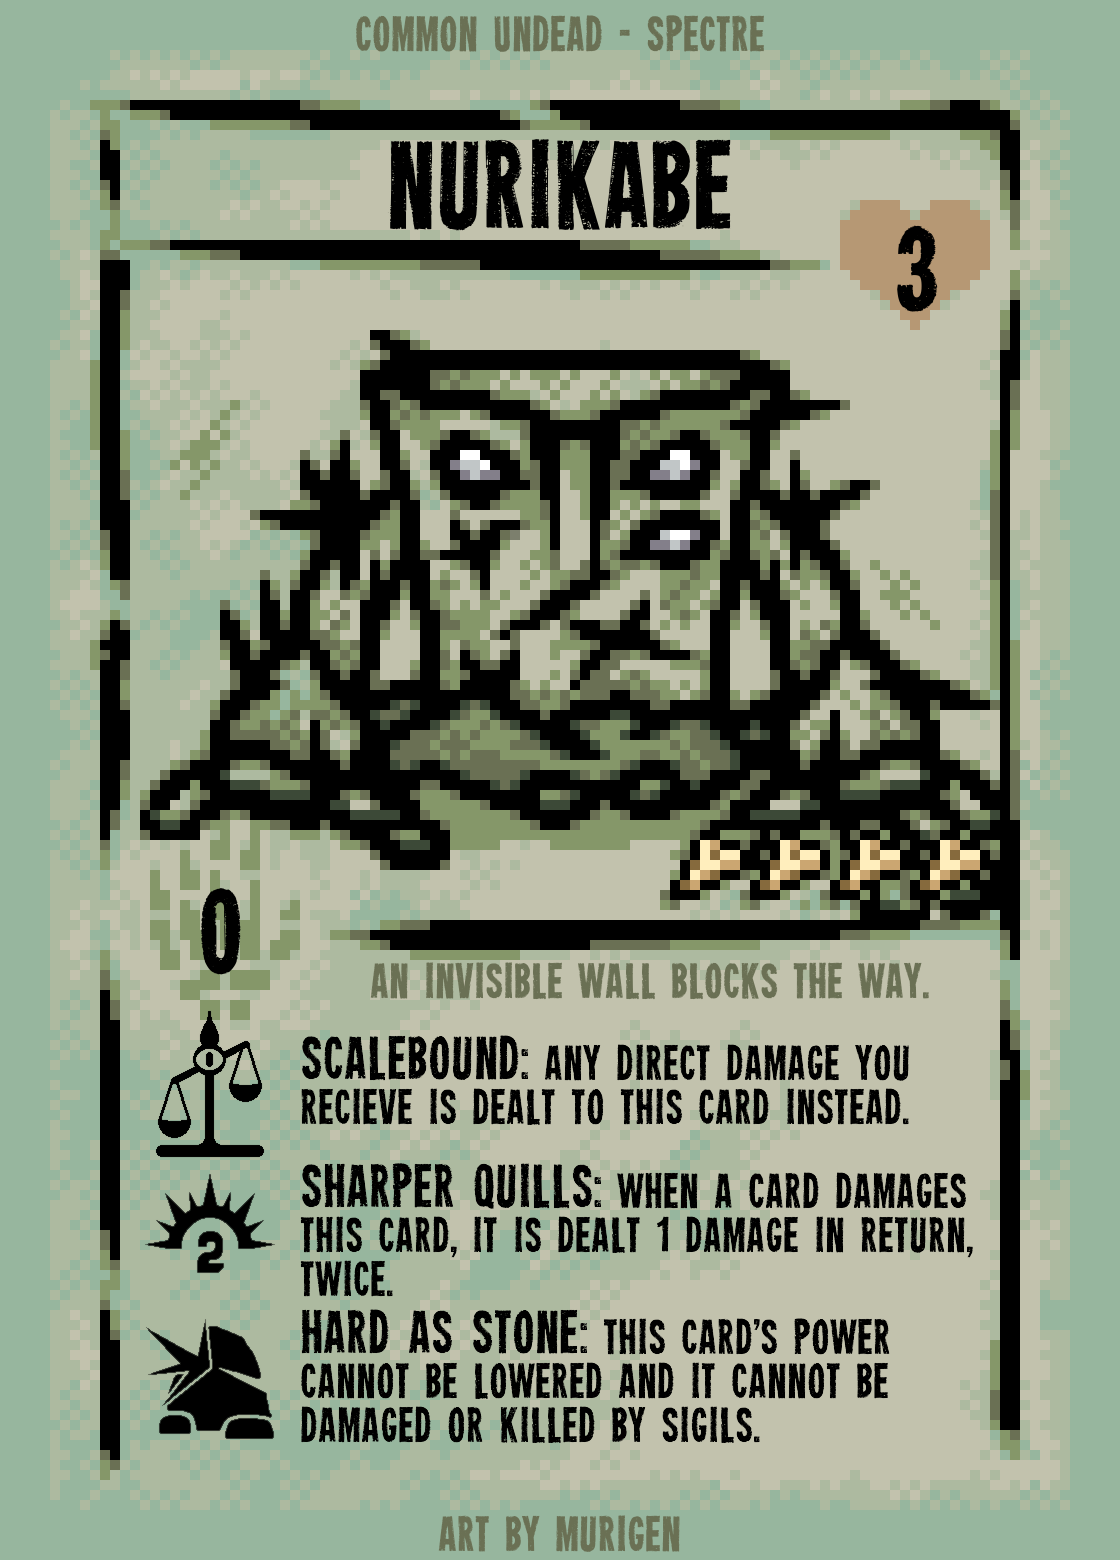 COMMON UNDEAD - SPECTRE
NURIKABE
3
0
AN INVISIBLE WALL BLOCKS THE WAY.
0
SCALEBOUND: ANY DIRECT DAMAGE YOU
RECIEVE IS DEALT TO THIS CARD INSTEAD.
2
SHARPER QUILLS: WHEN A CARD DAMAGES
THIS CARD, IT IS DEALT 1 DAMAGE IN RETURN,
TWICE.
HARD AS STONE: THIS CARD'S POWER
CANNOT BE LOWERED AND IT CANNOT BE
DAMAGED OR KILLED BY SIGILS.
ART BY MURIGEN